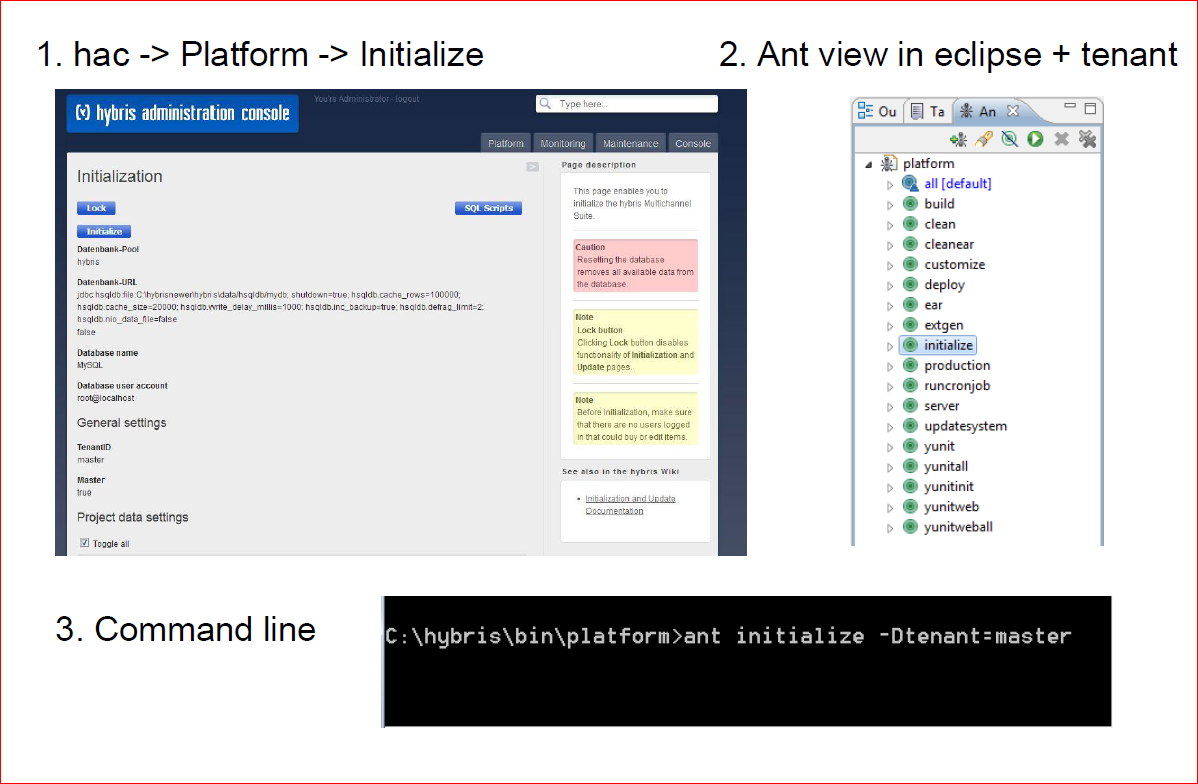 1. hac -> Platform -> Initialize
2. Ant view in eclipse + tenant
(v) hybris administration console
You're Administrator - logout
Type here...
Platform
Monitoring
Maintenance
Console
Initialization
Lock
SQL Scripts
Initialize
Datenbank-Pool
hybris
Datenbank-URL
jdbc:hsqldb:file:C:\hybrisnewer\hybris\data/hsqldb/mydb; shutdown=true; hsqldb.cache_rows=100000;
hsqldb.cache_size=20000; hsqldb.write_delay_millis=1000; hsqldb.inc_backup=true; hsqldb.defrag_limit=2;
hsqldb.nio_data_file=false
false
Database name
MySQL
Database user account
root@localhost
General settings
TenantID
master
Master
true
Project data settings
Toggle all
Page description
This page enables you to
initialize the hybris Multichannel
Suite.
Caution
Resetting the database
removes all available data from
the database.
Note
Lock button
Clicking Lock button disables
functionality of Initialization and
Update pages.
Note
Before initialization, make sure
that there are no users logged
in that could buy or edit items.
See also in the hybris Wiki
• Initialization and Update
Documentation
Ou
Ta
An
platform
all [default]
build
clean
cleanear
customize
deploy
ear
extgen
initialize
production
runcronjob
server
updatesystem
yunit
yunitall
yunitinit
yunitweb
yunitweball
3. Command line
C:\hybris\bin\platform>ant initialize -Dtenant=master